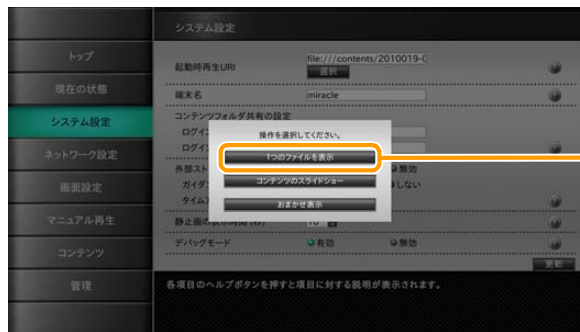 システム設定
トップ
現在の状態
システム設定
ネットワーク設定
画面設定
マニュアル再生
コンテンツ
管理
起動時再生URI
file:///contents/2010019-0
選択
端末名
miracle
コンテンツフォルダ共有の設定
ログイ
ログイ
外部スト
無効
ガイダ
しない
タイム
静止画の表示時間(秒)
10
デバッグモード
有効
無効
更新
操作を選択してください。
1つのファイルを表示
コンテンツのスライドショー
おまかせ表示
各項目のヘルプボタンを押すと項目に対する説明が表示されます。